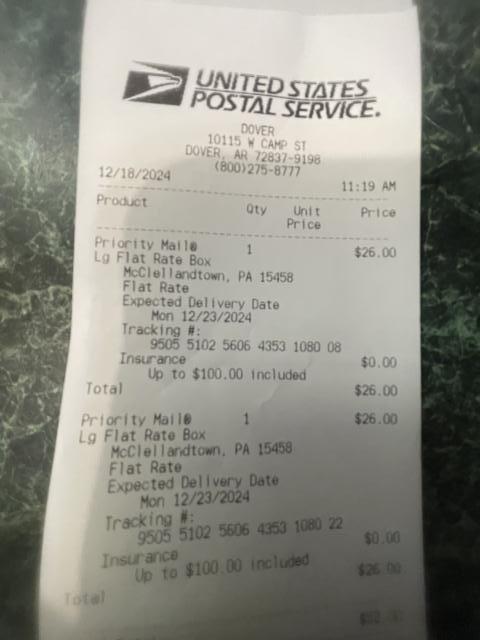 UNITED STATES
POSTAL SERVICE.
DOVER
10115 W CAMP ST
DOVER, AR 72837-9198
(800)275-8777
12/18/2024 11:19 AM
Product Qty Unit Price
Price
Priority Mail® 1 $26.00
Lg Flat Rate Box
McClellandtown, PA 15458
Flat Rate
Expected Delivery Date
Mon 12/23/2024
Tracking #:
9505 5102 5606 4353 1080 08
Insurance $0.00
Up to $100.00 included
Total $26.00
Priority Mail® 1 $26.00
Lg Flat Rate Box
McClellandtown, PA 15458
Flat Rate
Expected Delivery Date
Mon 12/23/2024
Tracking #:
9505 5102 5606 4353 1080 22
Insurance $0.00
Up to $100.00 included
Total $26.00